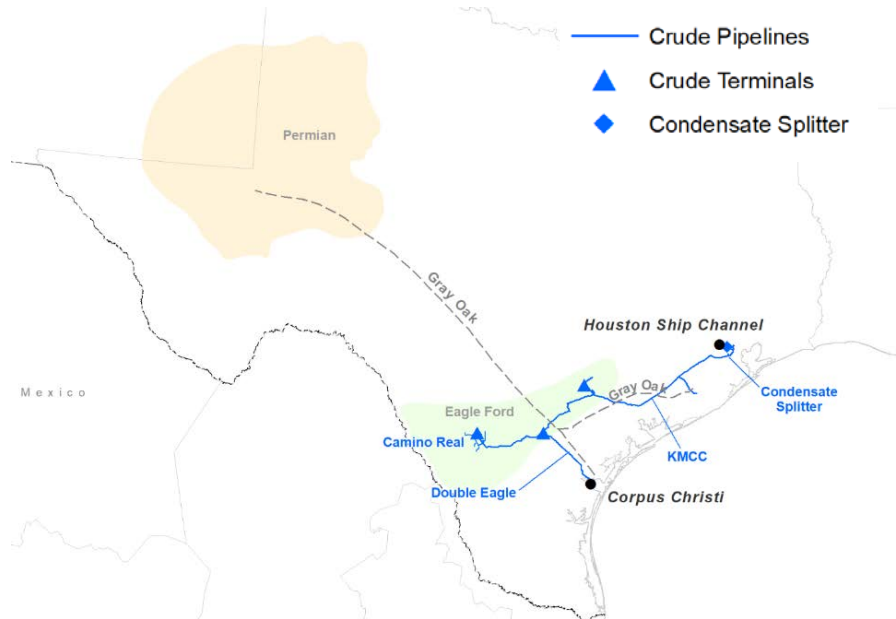 Crude Pipelines
Crude Terminals
Condensate Splitter
Permian
Gray Oak
Houston Ship Channel
Mexico
Gray Oak
Condensate
Splitter
Eagle Ford
Camino Real
KMCC
Double Eagle
Corpus Christi